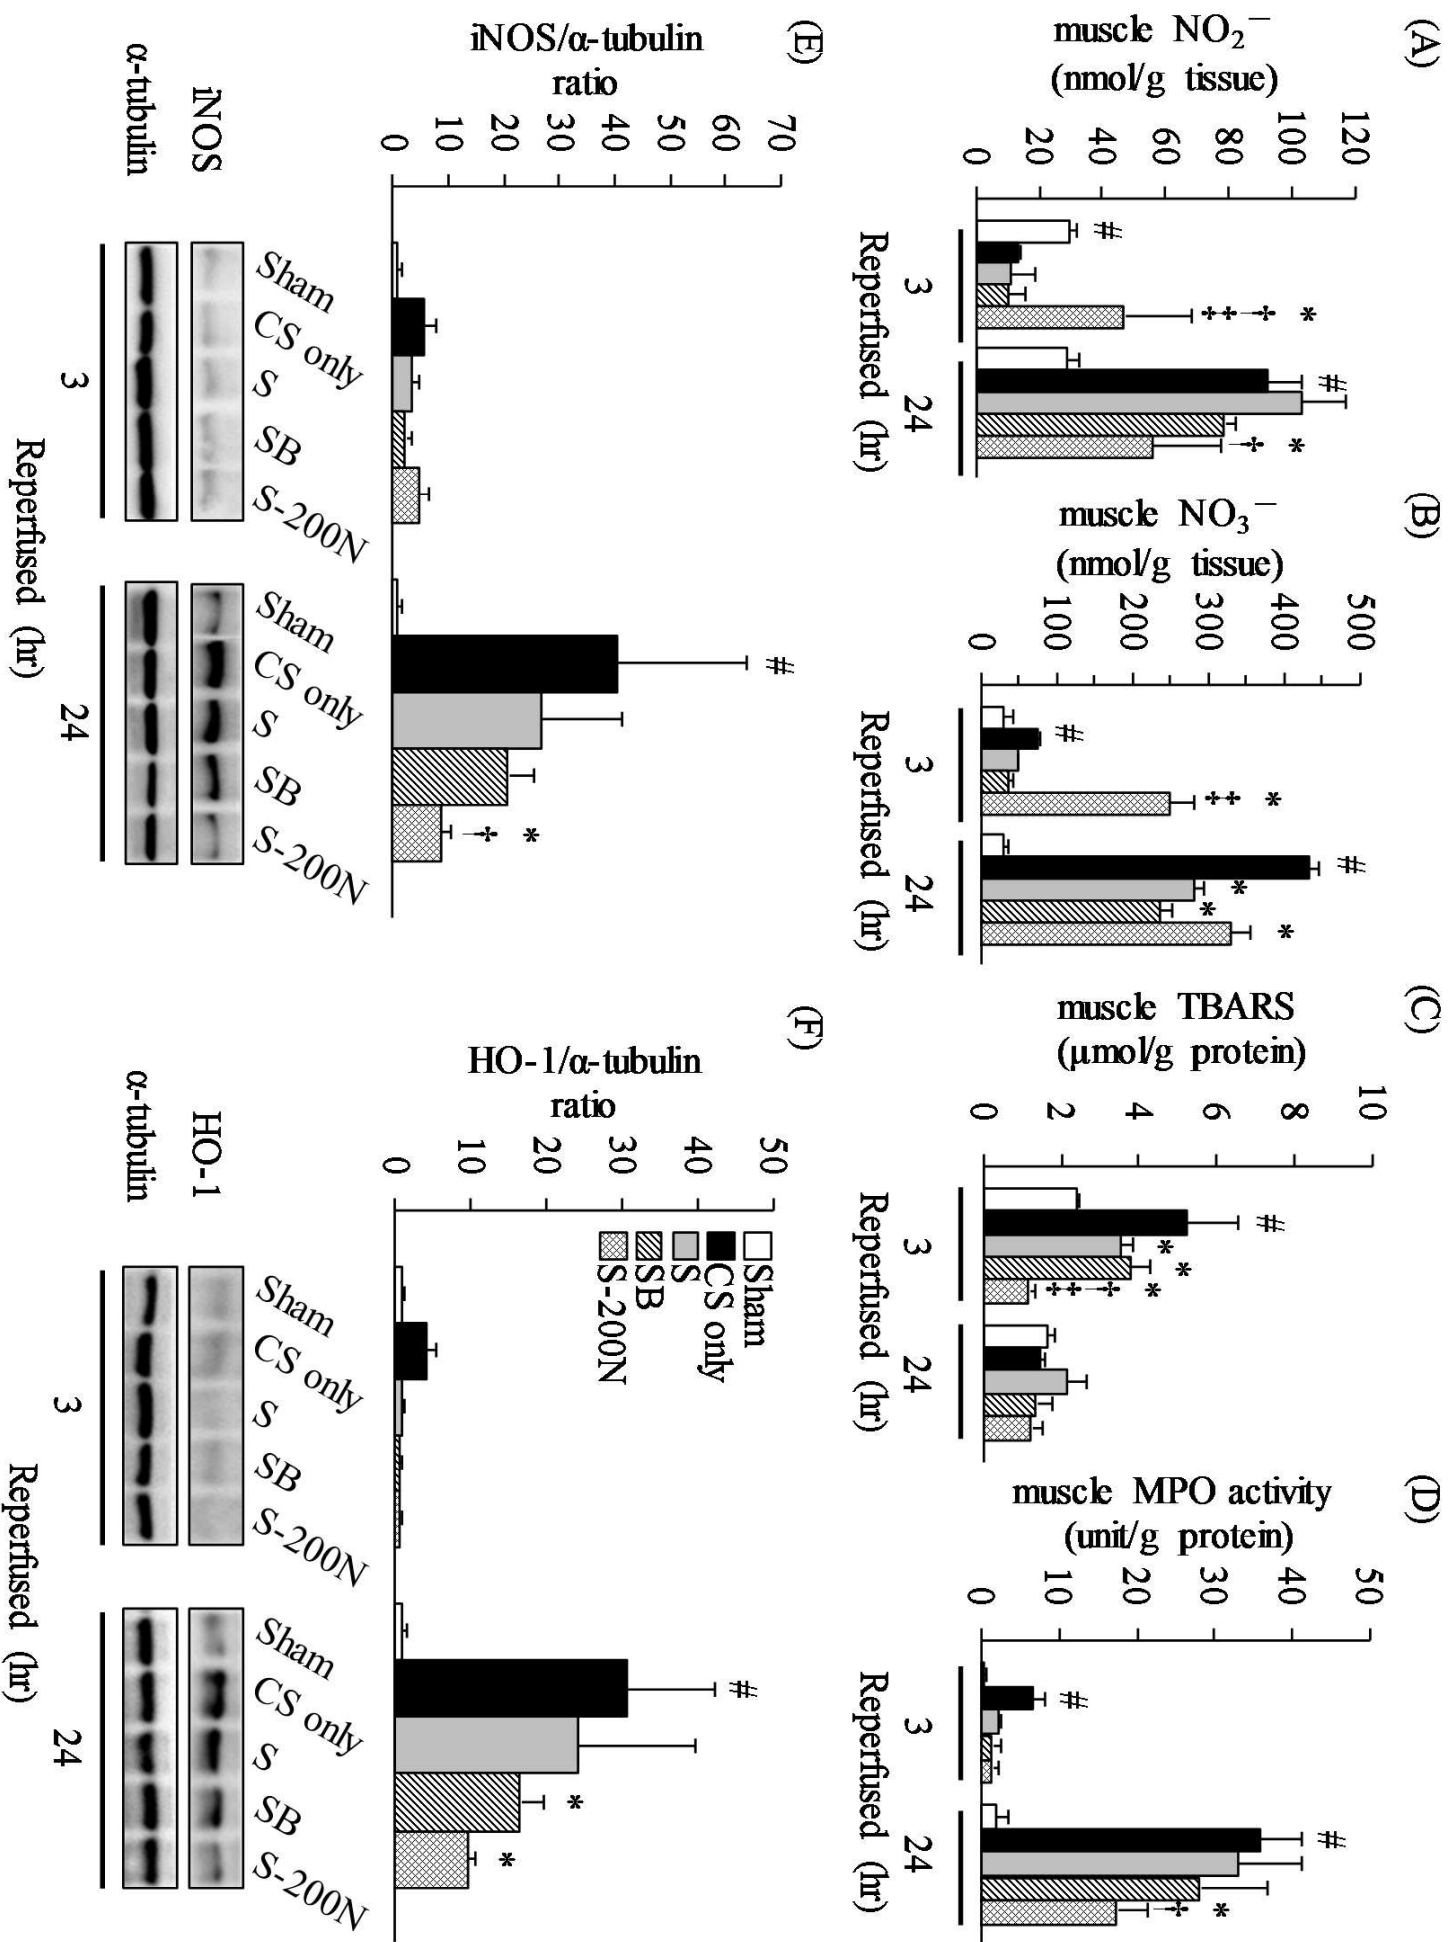 (A)
muscle NO₂⁻
(nmol/g tissue)
120
100
80
60
40
20
0
#
‡ † *
#
† *
3
24
Reperfused (hr)
(B)
muscle NO₃⁻
(nmol/g tissue)
500
400
300
200
100
0
#
‡ *
#
*
*
*
3
24
Reperfused (hr)
(C)
muscle TBARS
(μmol/g protein)
10
8
6
4
2
0
#
*
*
‡ † *
3
24
Reperfused (hr)
(D)
muscle MPO activity
(unit/g protein)
50
40
30
20
10
0
#
#
† *
3
24
Reperfused (hr)
(E)
iNOS/α-tubulin
ratio
70
60
50
40
30
20
10
0
#
† *
Sham CS only S SB S-200N Sham CS only S SB S-200N
iNOS
α-tubulin
3
24
Reperfused (hr)
(F)
HO-1/α-tubulin
ratio
50
40
30
20
10
0
Sham
CS only
S
SB
S-200N
#
*
*
Sham CS only S SB S-200N Sham CS only S SB S-200N
HO-1
α-tubulin
3
24
Reperfused (hr)